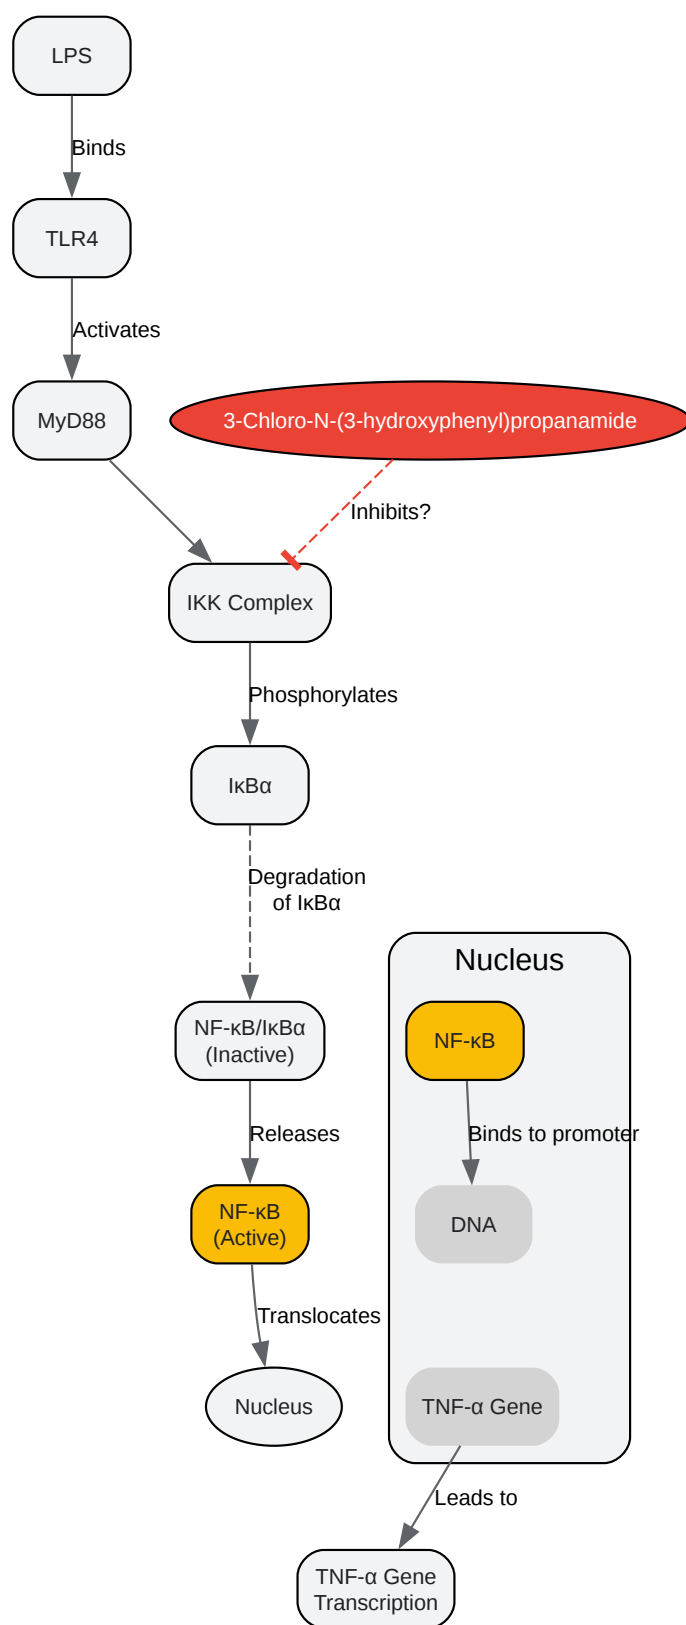 LPS
Binds
TLR4
Activates
MyD88
3-Chloro-N-(3-hydroxyphenyl)propanamide
Inhibits?
IKK Complex
Phosphorylates
IκBα
Degradation
of IκBα
Nucleus
NF-κB/IκBα
(Inactive)
NF-κB
Releases
Binds to promoter
NF-κB
(Active)
DNA
Translocates
Nucleus
TNF-α Gene
Leads to
TNF-α Gene
Transcription